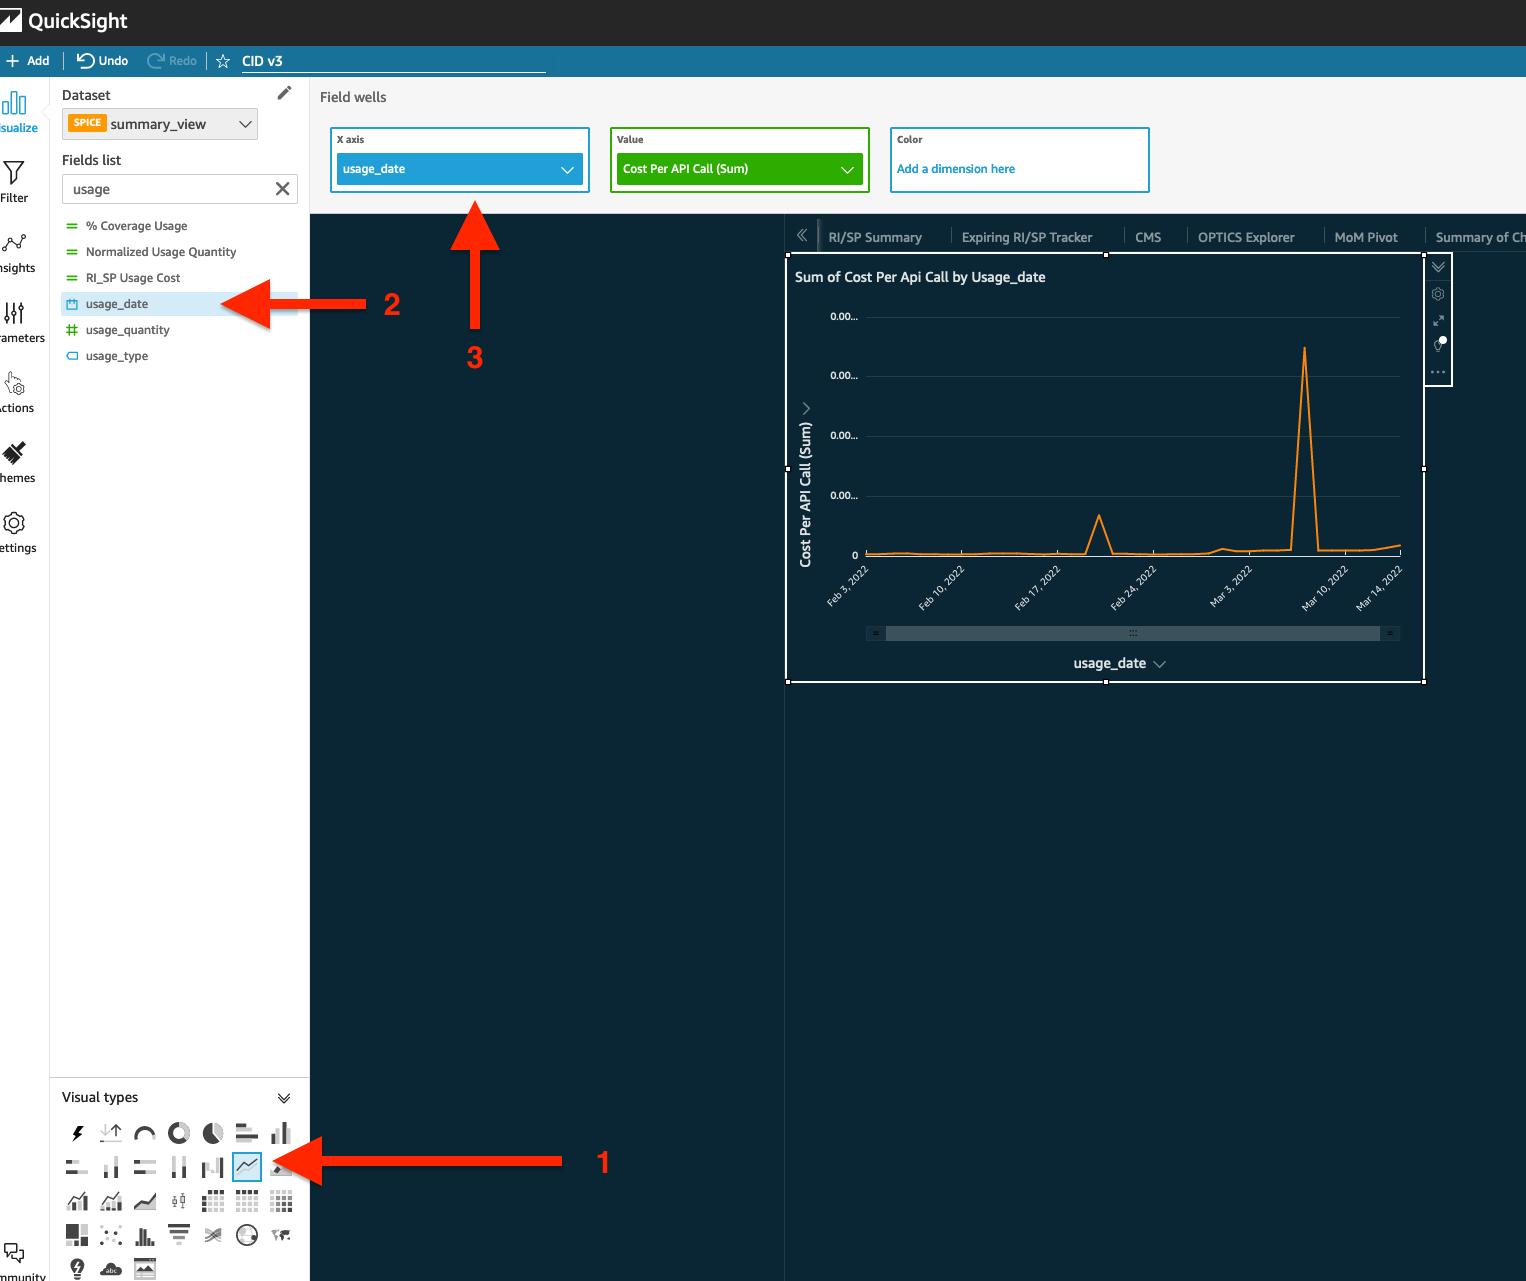 QuickSight
Add
Undo
Redo
CID v3
Dataset
SPICE
summary_view
Fields list
usage
% Coverage Usage
Normalized Usage Quantity
RI_SP Usage Cost
usage_date
usage_quantity
usage_type
sualize
Filter
nsights
rameters
ctions
hemes
ettings
mmunity
Field wells
X axis
usage_date
Value
Cost Per API Call (Sum)
Color
Add a dimension here
2
3
RI/SP Summary
Expiring RI/SP Tracker
CMS
OPTICS Explorer
MoM Pivot
Summary of Ch
Sum of Cost Per Api Call by Usage_date
0.00...
0.00...
0.00...
0.00...
0
Cost Per API Call (Sum)
Feb 3, 2022
Feb 10, 2022
Feb 17, 2022
Feb 24, 2022
Mar 3, 2022
Mar 10, 2022
Mar 14, 2022
usage_date
Visual types
1
abc